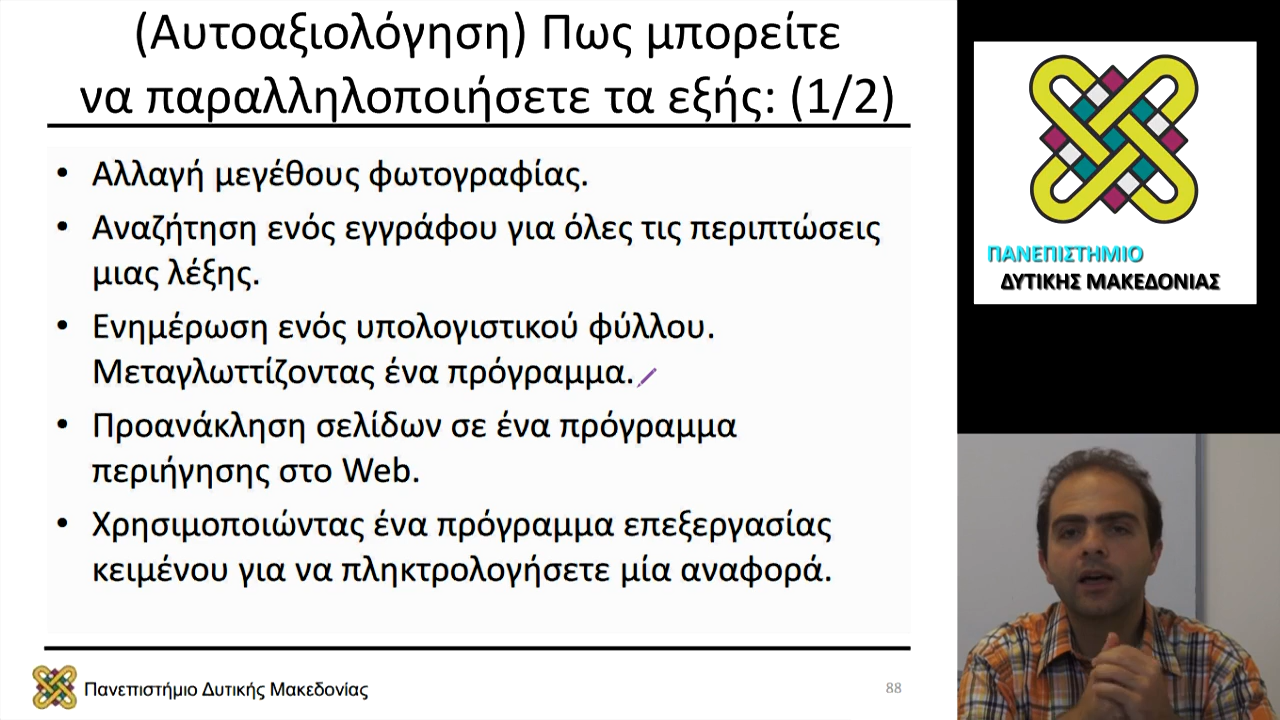 (Αυτοαξιολόγηση) Πως μπορείτε
να παραλληλοποιήσετε τα εξής: (1/2)
• Αλλαγή μεγέθους φωτογραφίας.
• Αναζήτηση ενός εγγράφου για όλες τις περιπτώσεις
μιας λέξης.
• Ενημέρωση ενός υπολογιστικού φύλλου.
Μεταγλωττίζοντας ένα πρόγραμμα.
• Προανάκληση σελίδων σε ένα πρόγραμμα
περιήγησης στο Web.
• Χρησιμοποιώντας ένα πρόγραμμα επεξεργασίας
κειμένου για να πληκτρολογήσετε μία αναφορά.
Πανεπιστήμιο Δυτικής Μακεδονίας
88
ΠΑΝΕΠΙΣΤΗΜΙΟ
ΔΥΤΙΚΗΣ ΜΑΚΕΔΟΝΙΑΣ